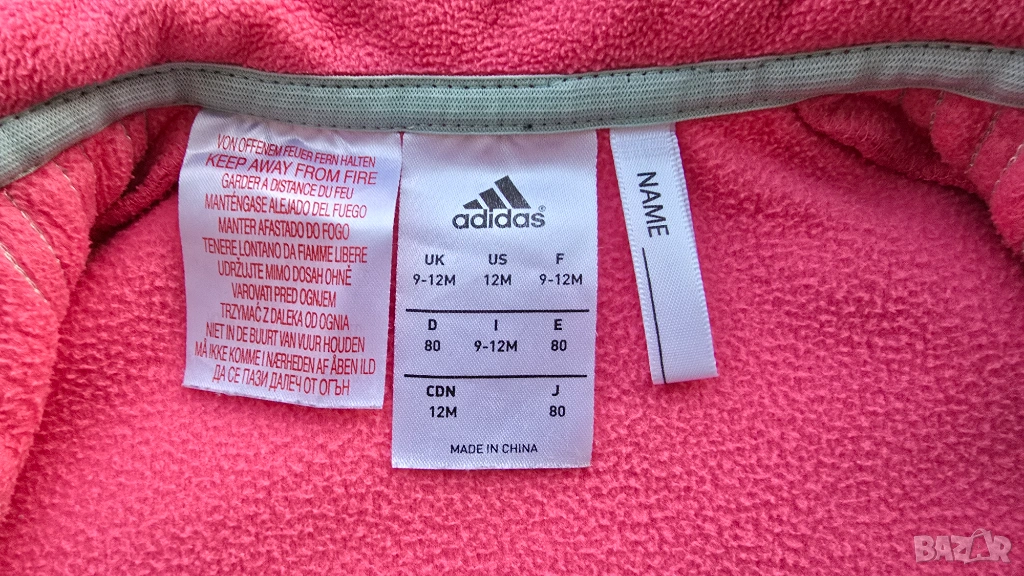 VON OFFENEM FEUER FERN HALTEN
KEEP AWAY FROM FIRE
GARDER A DISTANCE DU FEU
MANTÉNGASE ALEJADO DEL FUEGO
MANTER AFASTADO DO FOGO
TENERE LONTANO DA FIAMME LIBERE
UDRŽUJTE MIMO DOSAH OHNĚ
VAROVATI PRED OGNJEM
TRZYMAĆ Z DALEKA OD OGNIA
NIET IN DE BUURT VAN VUUR HOUDEN
MÅ IKKE KOMME I NÆRHEDEN AF ÅBEN ILD
ДА СЕ ПАЗИ ДАЛЕЧ ОТ ОГЪН
adidas®
UK US F
9-12M 12M 9-12M
D I E
80 9-12M 80
CDN J
12M 80
MADE IN CHINA
NAME
BAZAR